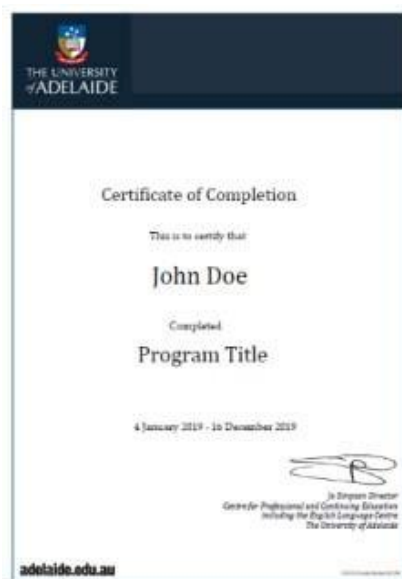 THE UNIVERSITY
of ADELAIDE
Certificate of Completion
This is to certify that
John Doe
Completed
Program Title
4 January 2019 - 16 December 2019
Jo Simpson Director
Centre for Professional and Continuing Education
including the English Language Centre
The University of Adelaide
adelaide.edu.au